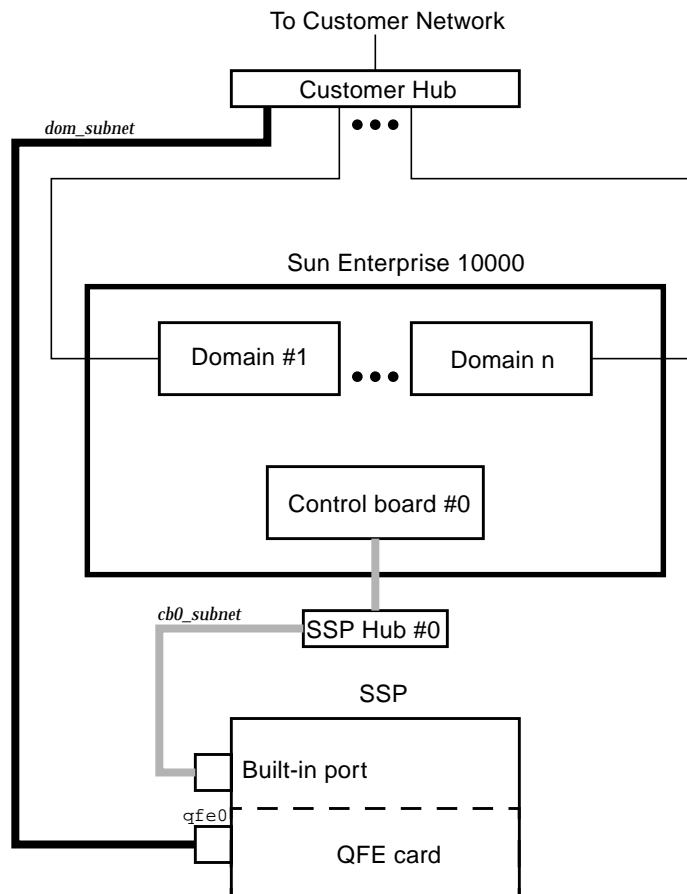 To Customer Network
Customer Hub
dom_subnet
Sun Enterprise 10000
Domain #1
Domain n
Control board #0
cb0_subnet
SSP Hub #0
SSP
Built-in port
qfe0
QFE card